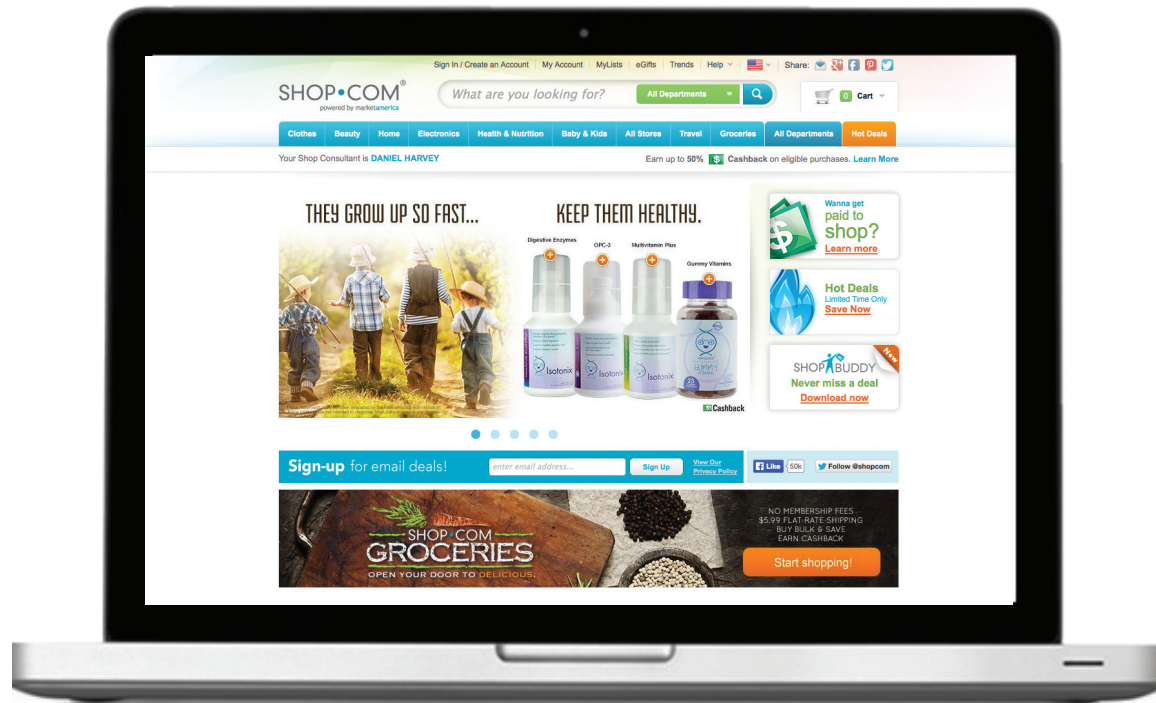 Sign In / Create an Account My Account MyLists eGifts Trends Help Share:
SHOP•COM®
powered by marketamerica
What are you looking for?
All Departments
0 Cart
Clothes Beauty Home Electronics Health & Nutrition Baby & Kids All Stores Travel Groceries All Departments Hot Deals
Your Shop Consultant is DANIEL HARVEY
Earn up to 50% $ Cashback on eligible purchases. Learn More
THEY GROW UP SO FAST...
KEEP THEM HEALTHY.
Digestive Enzymes
OPC-3
Multivitamin Plus
Gummy Vitamins
Isotonix
Isotonix
Isotonix
GUMMY
Cashback
Wanna get
paid to
shop?
Learn more
Hot Deals
Limited Time Only
Save Now
New
SHOP BUDDY
Never miss a deal
Download now
Sign-up for email deals!
enter email address...
Sign Up
View Our
Privacy Policy
Like 50k
Follow @shopcom
SHOP•COM
GROCERIES
OPEN YOUR DOOR TO DELICIOUS.
NO MEMBERSHIP FEES
$5.99 FLAT-RATE SHIPPING
BUY BULK & SAVE
EARN CASHBACK
Start shopping!